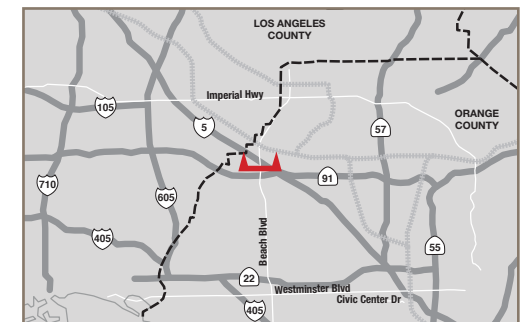 LOS ANGELES
COUNTY
Imperial Hwy
105
5
57
ORANGE
COUNTY
91
710
605
Beach Blvd
405
55
22
Westminster Blvd
Civic Center Dr
405